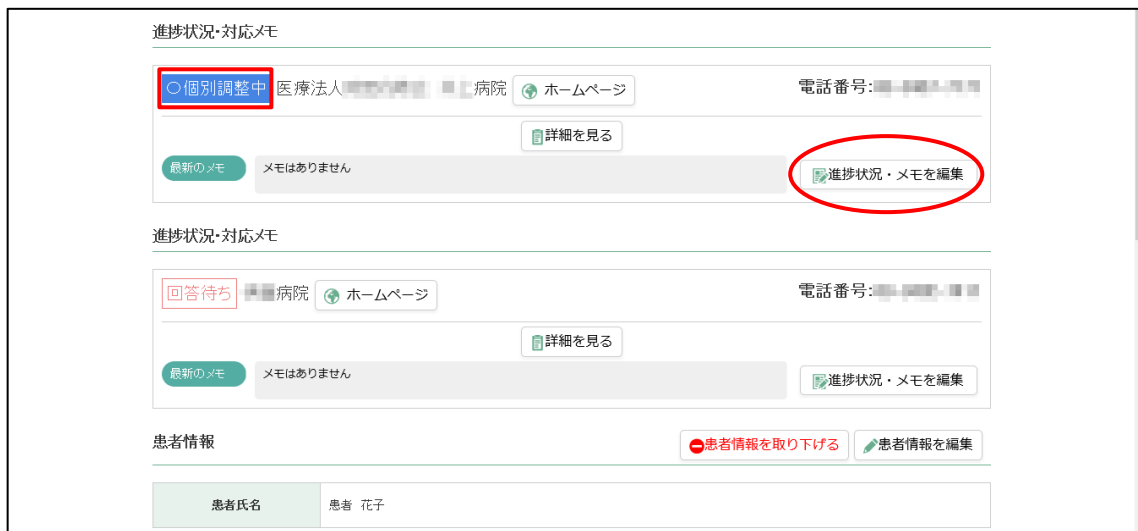 進捗状況・対応メモ
〇個別調整中 医療法人 病院 ホームページ 電話番号:
詳細を見る
最新のメモ メモはありません 進捗状況・メモを編集
進捗状況・対応メモ
回答待ち 病院 ホームページ 電話番号:
詳細を見る
最新のメモ メモはありません 進捗状況・メモを編集
患者情報 患者情報を取り下げる 患者情報を編集
患者氏名 患者 花子